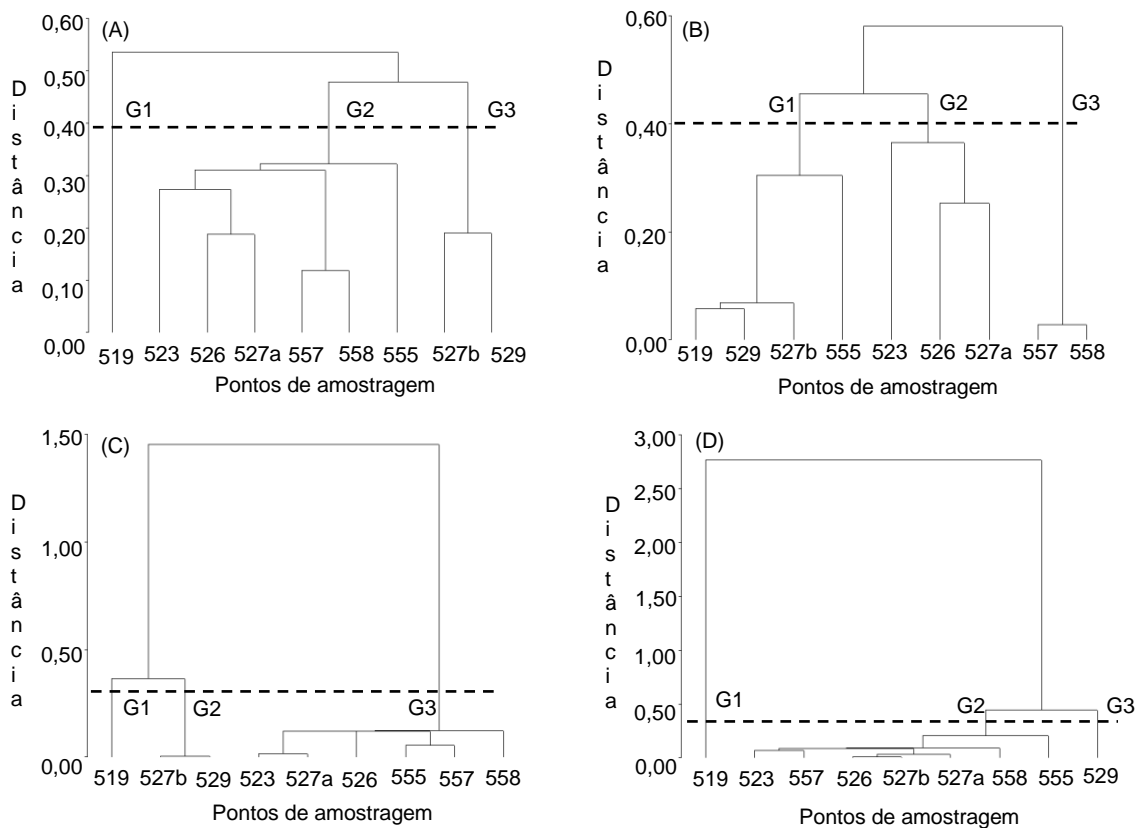 (A)
0,60
0,50
0,40
0,30
0,20
0,10
0,00
Distância
G1
G2
G3
519 523 526 527a 557 558 555 527b 529
Pontos de amostragem
(B)
0,60
0,40
0,20
0,00
Distância
G1
G2
G3
519 529 527b 555 523 526 527a 557 558
Pontos de amostragem
(C)
1,50
1,00
0,50
0,00
Distância
G1
G2
G3
519 527b 529 523 527a 526 555 557 558
Pontos de amostragem
(D)
3,00
2,50
2,00
1,50
1,00
0,50
0,00
Distância
G1
G2
G3
519 523 557 526 527b 527a 558 555 529
Pontos de amostragem